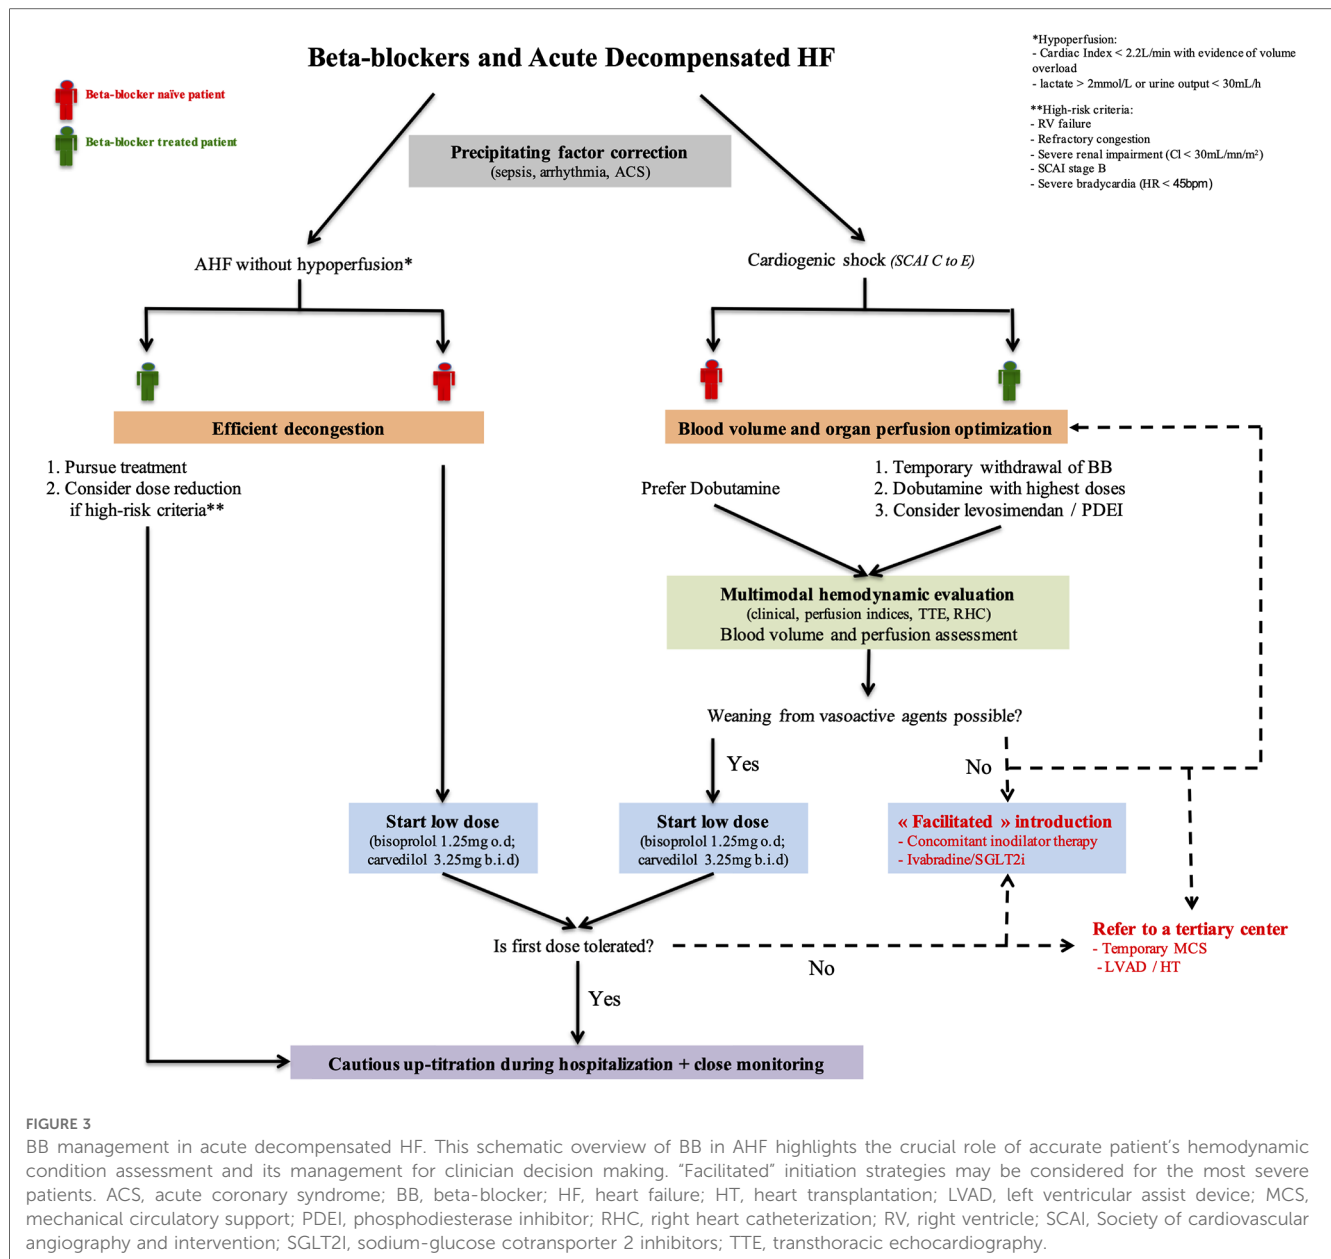 Beta-blockers and Acute Decompensated HF
*Hypoperfusion:
- Cardiac Index < 2.2L/min with evidence of volume
overload
- lactate > 2mmol/L or urine output < 30mL/h
**High-risk criteria:
- RV failure
- Refractory congestion
- Severe renal impairment (Cl < 30mL/mn/m²)
- SCAI stage B
- Severe bradycardia (HR < 45bpm)
Beta-blocker naïve patient
Beta-blocker treated patient
Precipitating factor correction
(sepsis, arrhythmia, ACS)
AHF without hypoperfusion*
Cardiogenic shock (SCAI C to E)
Efficient decongestion
Blood volume and organ perfusion optimization
1. Pursue treatment
2. Consider dose reduction
if high-risk criteria**
Prefer Dobutamine
1. Temporary withdrawal of BB
2. Dobutamine with highest doses
3. Consider levosimendan / PDEI
Multimodal hemodynamic evaluation
(clinical, perfusion indices, TTE, RHC)
Blood volume and perfusion assessment
Weaning from vasoactive agents possible?
Yes
No
Start low dose
(bisoprolol 1.25mg o.d;
carvedilol 3.25mg b.i.d)
Start low dose
(bisoprolol 1.25mg o.d;
carvedilol 3.25mg b.i.d)
« Facilitated » introduction
- Concomitant inodilator therapy
- Ivabradine/SGLT2i
Is first dose tolerated?
No
Refer to a tertiary center
- Temporary MCS
- LVAD / HT
Yes
Cautious up-titration during hospitalization + close monitoring
FIGURE 3
BB management in acute decompensated HF. This schematic overview of BB in AHF highlights the crucial role of accurate patient's hemodynamic
condition assessment and its management for clinician decision making. "Facilitated" initiation strategies may be considered for the most severe
patients. ACS, acute coronary syndrome; BB, beta-blocker; HF, heart failure; HT, heart transplantation; LVAD, left ventricular assist device; MCS,
mechanical circulatory support; PDEI, phosphodiesterase inhibitor; RHC, right heart catheterization; RV, right ventricle; SCAI, Society of cardiovascular
angiography and intervention; SGLT2I, sodium-glucose cotransporter 2 inhibitors; TTE, transthoracic echocardiography.